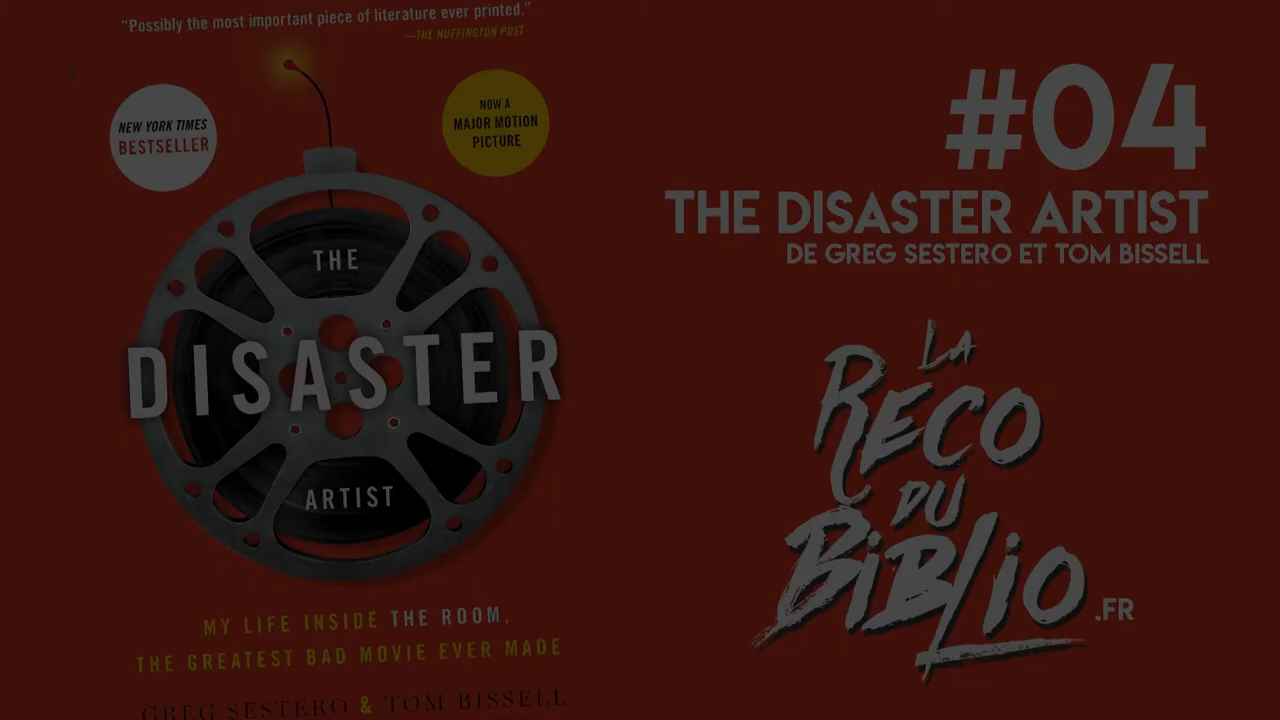 “Possibly the most important piece of literature ever printed.”
—THE HUFFINGTON POST
NEW YORK TIMES
BESTSELLER
NOW A
MAJOR MOTION
PICTURE
THE
DISASTER
ARTIST
MY LIFE INSIDE THE ROOM,
THE GREATEST BAD MOVIE EVER MADE
GREG SESTERO & TOM BISSELL
#04
THE DISASTER ARTIST
DE GREG SESTERO ET TOM BISSELL
LA
RECO
DU
BiBLiO
.FR